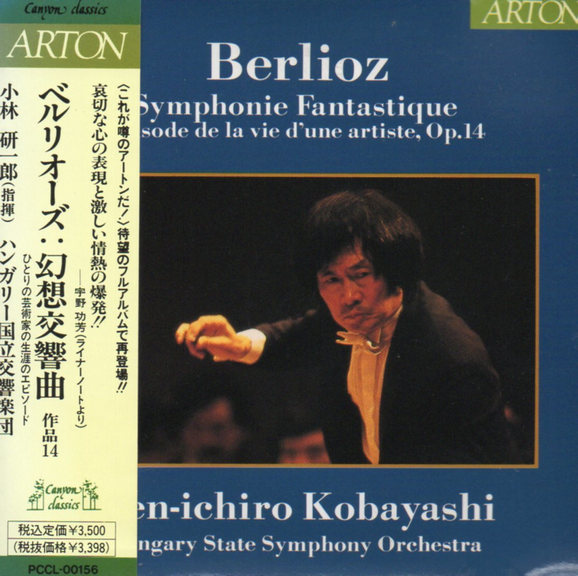 Canyon classics
ARTON
ベルリオーズ:幻想交響曲 作品14
ひとりの芸術家の生涯のエピソード
小林 研一郎(指揮) ハンガリー国立交響楽団
(これが噂のアートンだ!)待望のフルアルバムで再登場!!
哀切な心の表現と激しい情熱の爆発!!
──宇野 功芳(ライナーノートより)
Canyon classics
税込定価¥3,500
(税抜価格¥3,398)
PCCL-00156
Canyon classics
ARTON
Berlioz
Symphonie Fantastique
isode de la vie d'une artiste, Op.14
en-ichiro Kobayashi
ngary State Symphony Orchestra